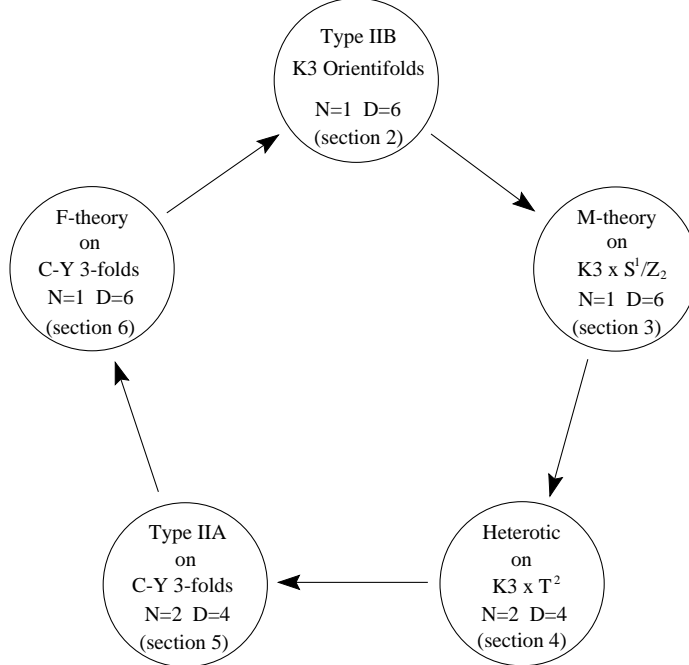 Type IIB
K3 Orientifolds
N=1 D=6
(section 2)
F-theory
on
C-Y 3-folds
N=1 D=6
(section 6)
M-theory
on
K3 x S¹/Z₂
N=1 D=6
(section 3)
Type IIA
on
C-Y 3-folds
N=2 D=4
(section 5)
Heterotic
on
K3 x T²
N=2 D=4
(section 4)